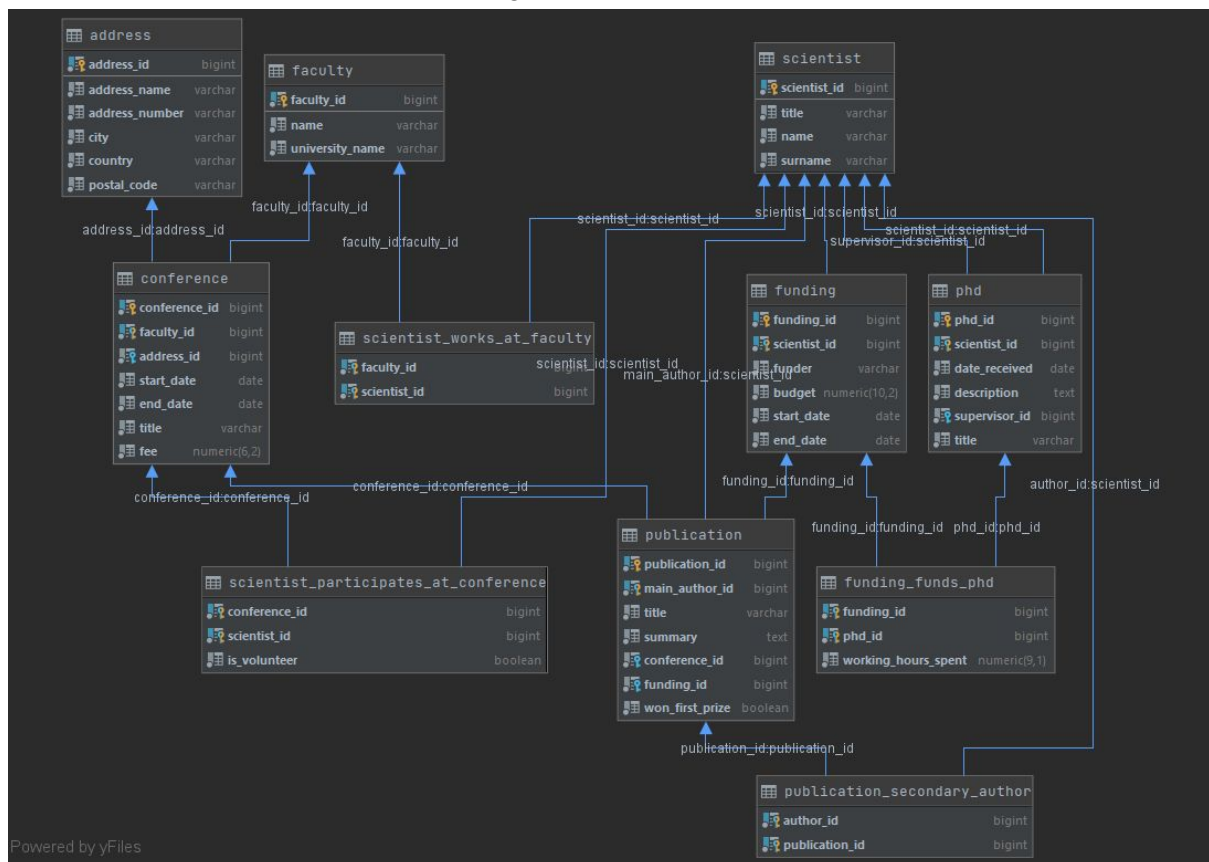 address
address_id bigint
address_name varchar
address_number varchar
city varchar
country varchar
postal_code varchar
faculty
faculty_id bigint
name varchar
university_name varchar
scientist
scientist_id bigint
title varchar
name varchar
surname varchar
address_id:address_id
faculty_id:faculty_id
faculty_id:faculty_id
scientist_id:scientist_id
scientist_id:scientist_id
supervisor_id:scientist_id
scientist_id:scientist_id
conference
conference_id bigint
faculty_id bigint
address_id bigint
start_date date
end_date date
title varchar
fee numeric(6,2)
scientist_works_at_faculty
faculty_id bigint
scientist_id bigint
scientist_id:scientist_id
main_author_id:scientist_id
funding
funding_id bigint
scientist_id bigint
funder varchar
budget numeric(10,2)
start_date date
end_date date
phd
phd_id bigint
scientist_id bigint
date_received date
description text
supervisor_id bigint
title varchar
conference_id:conference_id
conference_id:conference_id
funding_id:funding_id
author_id:scientist_id
funding_id:funding_id
phd_id:phd_id
scientist_participates_at_conference
conference_id bigint
scientist_id bigint
is_volunteer boolean
publication
publication_id bigint
main_author_id bigint
title varchar
summary text
conference_id bigint
funding_id bigint
won_first_prize boolean
funding_funds_phd
funding_id bigint
phd_id bigint
working_hours_spent numeric(9,1)
publication_id:publication_id
publication_secondary_author
author_id bigint
publication_id bigint
Powered by yFiles